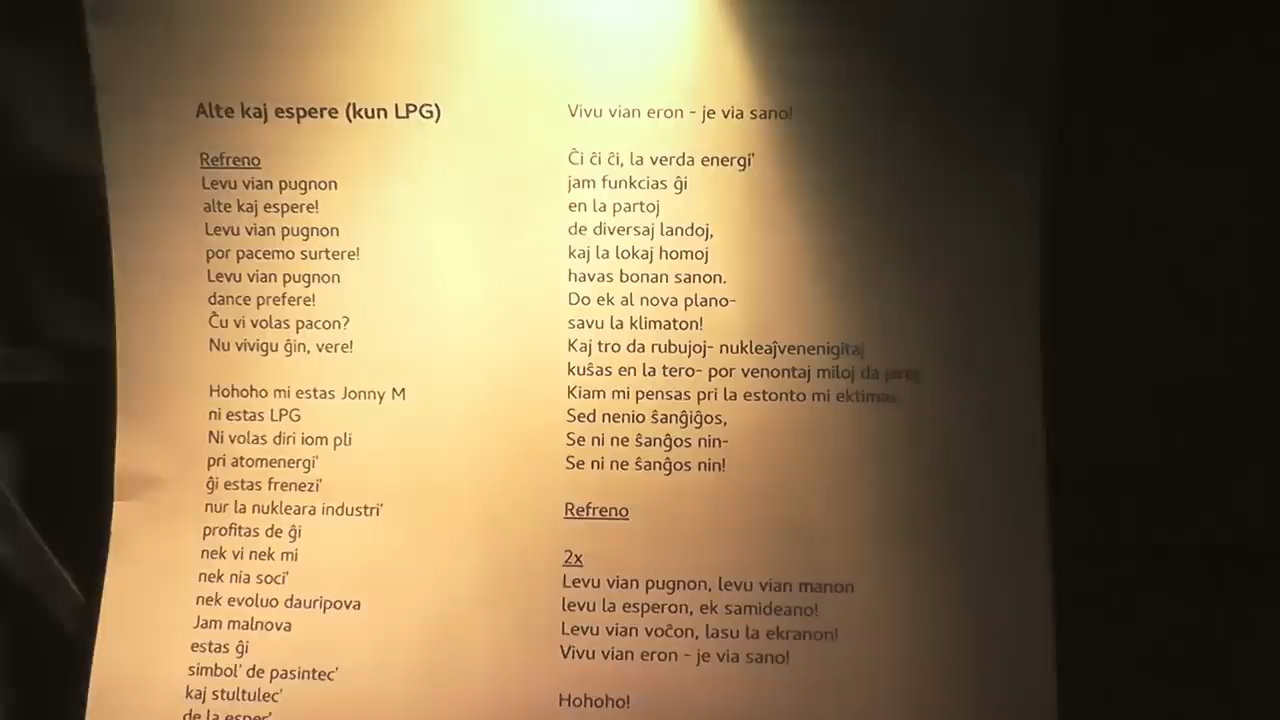 Alte kaj espere (kun LPG)
Refreno
Levu vian pugnon
alte kaj espere!
Levu vian pugnon
por pacemo surtere!
Levu vian pugnon
dance prefere!
Ĉu vi volas pacon?
Nu vivigu ĝin, vere!
Hohoho mi estas Jonny M
ni estas LPG
Ni volas diri iom pli
pri atomenergi'
ĝi estas frenezi'
nur la nukleara industri'
profitas de ĝi
nek vi nek mi
nek nia soci'
nek evoluo dauripova
Jam malnova
estas ĝi
simbol' de pasintec'
kaj stultulec'
de la esper'
Vivu vian eron - je via sano!
Ĉi ĉi ĉi, la verda energi'
jam funkcias ĝi
en la partoj
de diversaj landoj,
kaj la lokaj homoj
havas bonan sanon.
Do ek al nova plano-
savu la klimaton!
Kaj tro da rubujoj- nukleaĵvenenigitaj
kuŝas en la tero- por venontaj miloj da jaroj
Kiam mi pensas pri la estonto mi ektimas.
Sed nenio ŝanĝiĝos,
Se ni ne ŝanĝos nin-
Se ni ne ŝanĝos nin!
Refreno
2x
Levu vian pugnon, levu vian manon
levu la esperon, ek samideano!
Levu vian voĉon, lasu la ekranon!
Vivu vian eron - je via sano!
Hohoho!